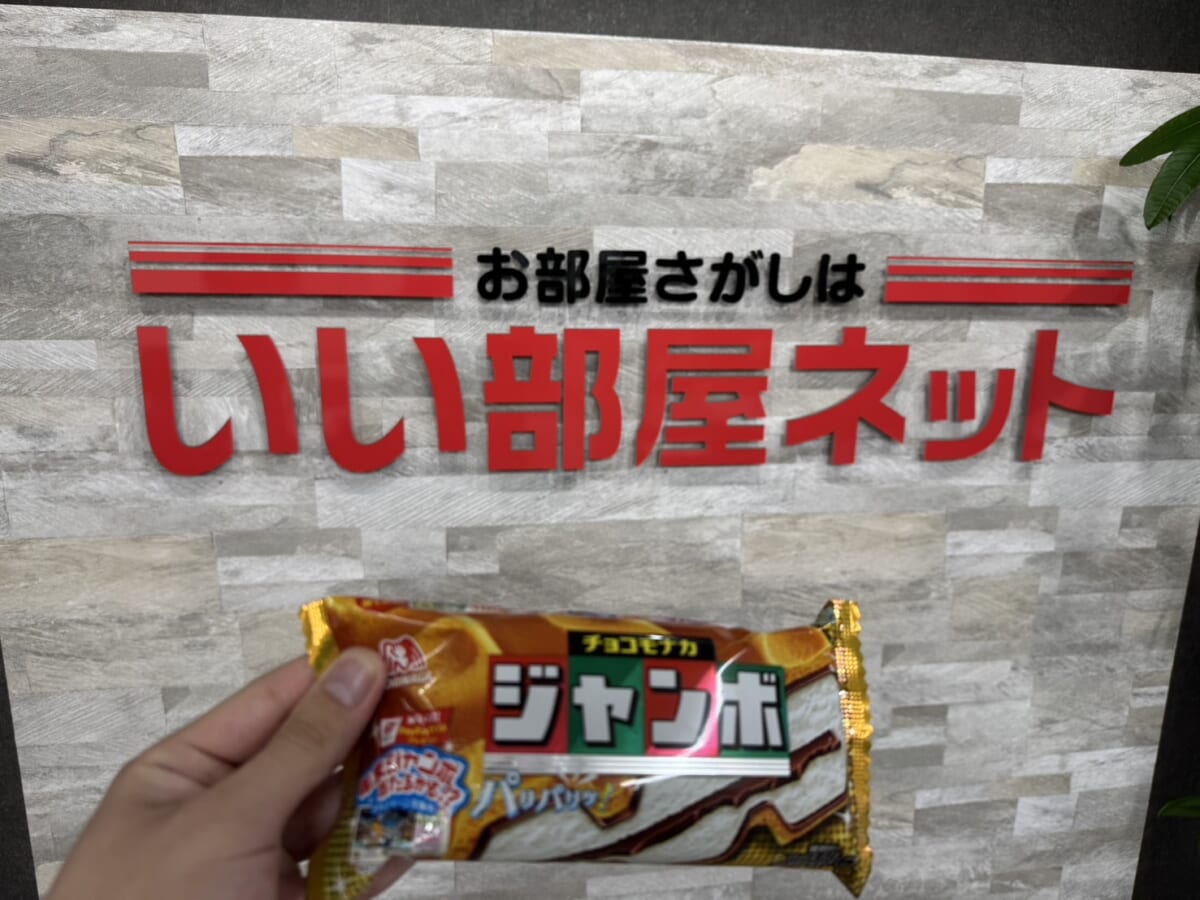 お部屋さがしは
いい部屋ネット
チョコモナカ
ジャンボ
パリパリッ!